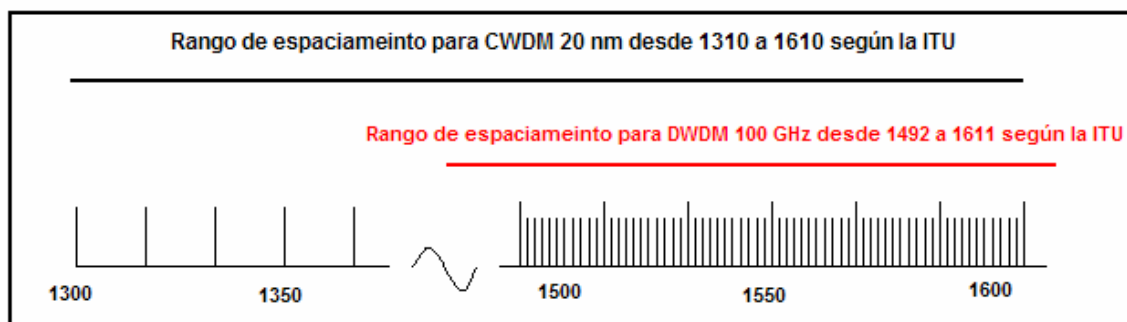 Rango de espaciameinto para CWDM 20 nm desde 1310 a 1610 según la ITU
Rango de espaciameinto para DWDM 100 GHz desde 1492 a 1611 según la ITU
1300 1350 1500 1550 1600